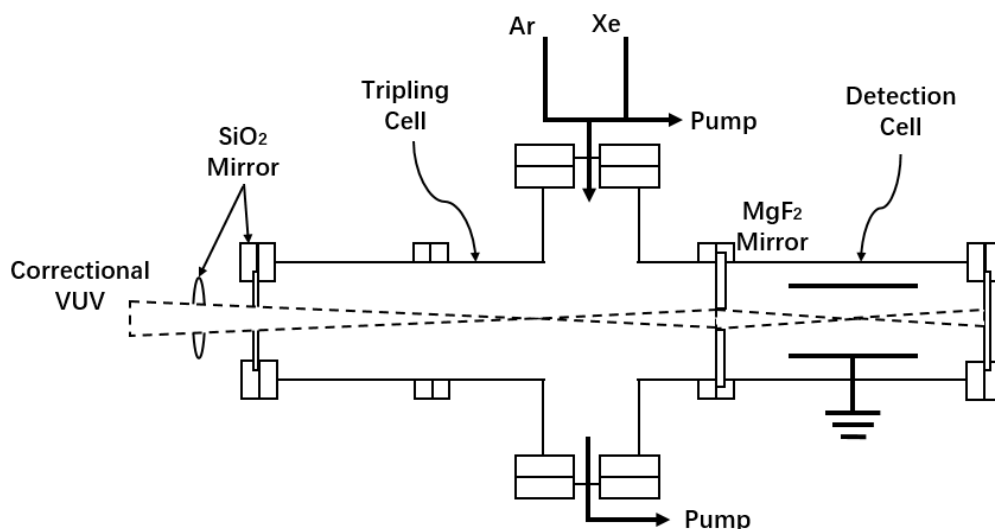 Ar
Xe
Pump
Tripling
Cell
Detection
Cell
SiO₂
Mirror
MgF₂
Mirror
Correctional
VUV
Pump